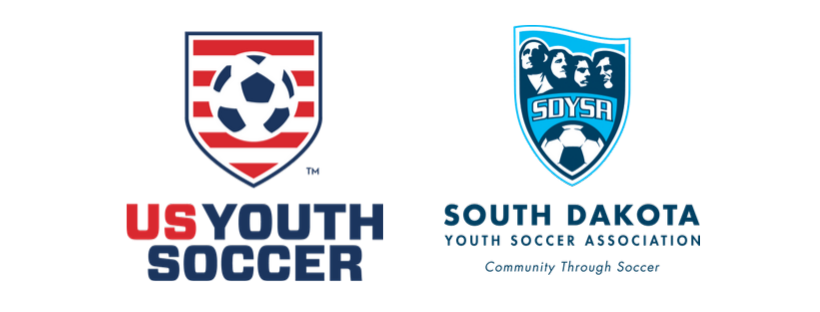 ™
US YOUTH
SOCCER
SDYSA
SOUTH DAKOTA
YOUTH SOCCER ASSOCIATION
Community Through Soccer